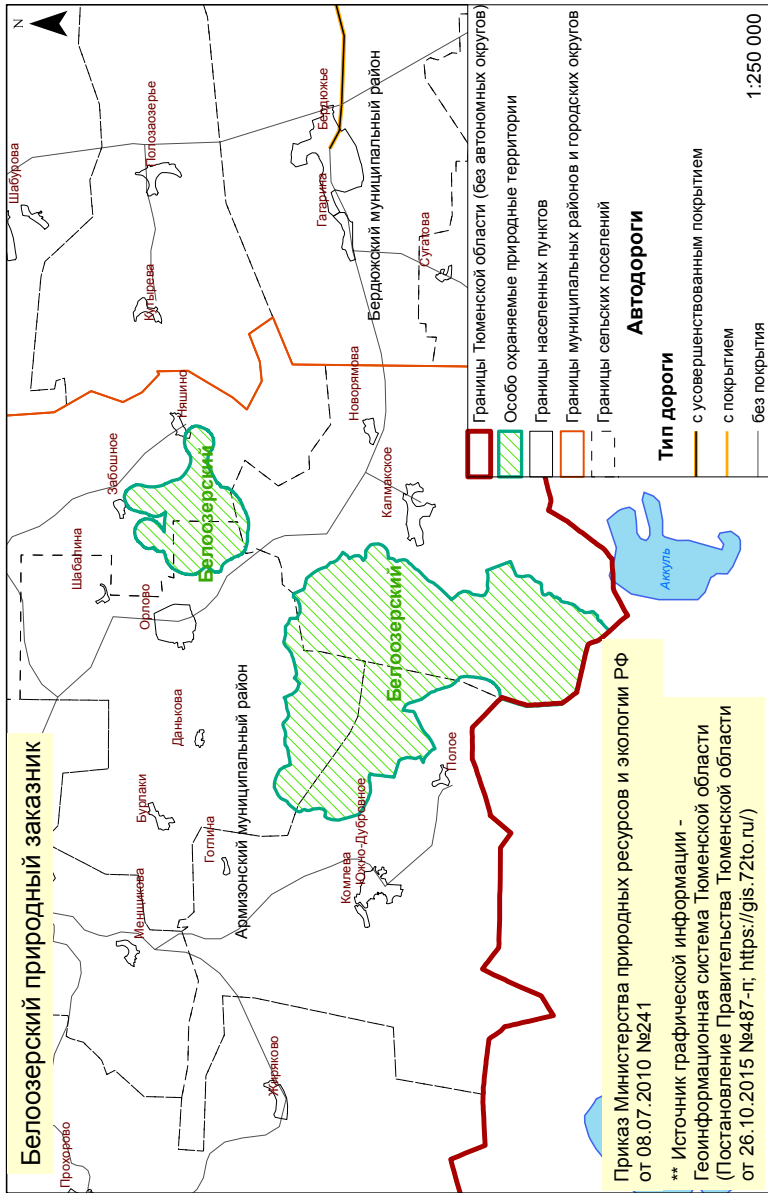 Белоозерский природный заказник
N
Прохорово
Жиряково
Менщикова
Гоглина
Бурлаки
Данькова
Армизонский муниципальный район
Орлово
Шабалина
Забошное
Няшино
Белоозерский
Кутырева
Полозаозерье
Шабурова
Бердюжье
Гагарина
Бердюжский муниципальный район
Сугатова
Новорямова
Калмакское
Белоозерский
Комлева
Южно-Дубровное
Полое
Аккуль
Границы Тюменской области (без автономных округов)
Особо охраняемые природные территории
Границы населенных пунктов
Границы муниципальных районов и городских округов
Границы сельских поселений
Автодороги
Тип дороги
с усовершенствованным покрытием
с покрытием
без покрытия
1:250 000
Приказ Министерства природных ресурсов и экологии РФ
от 08.07.2010 №241
** Источник графической информации -
Геоинформационная система Тюменской области
(Постановление Правительства Тюменской области
от 26.10.2015 №487-п; https://gis.72to.ru/)